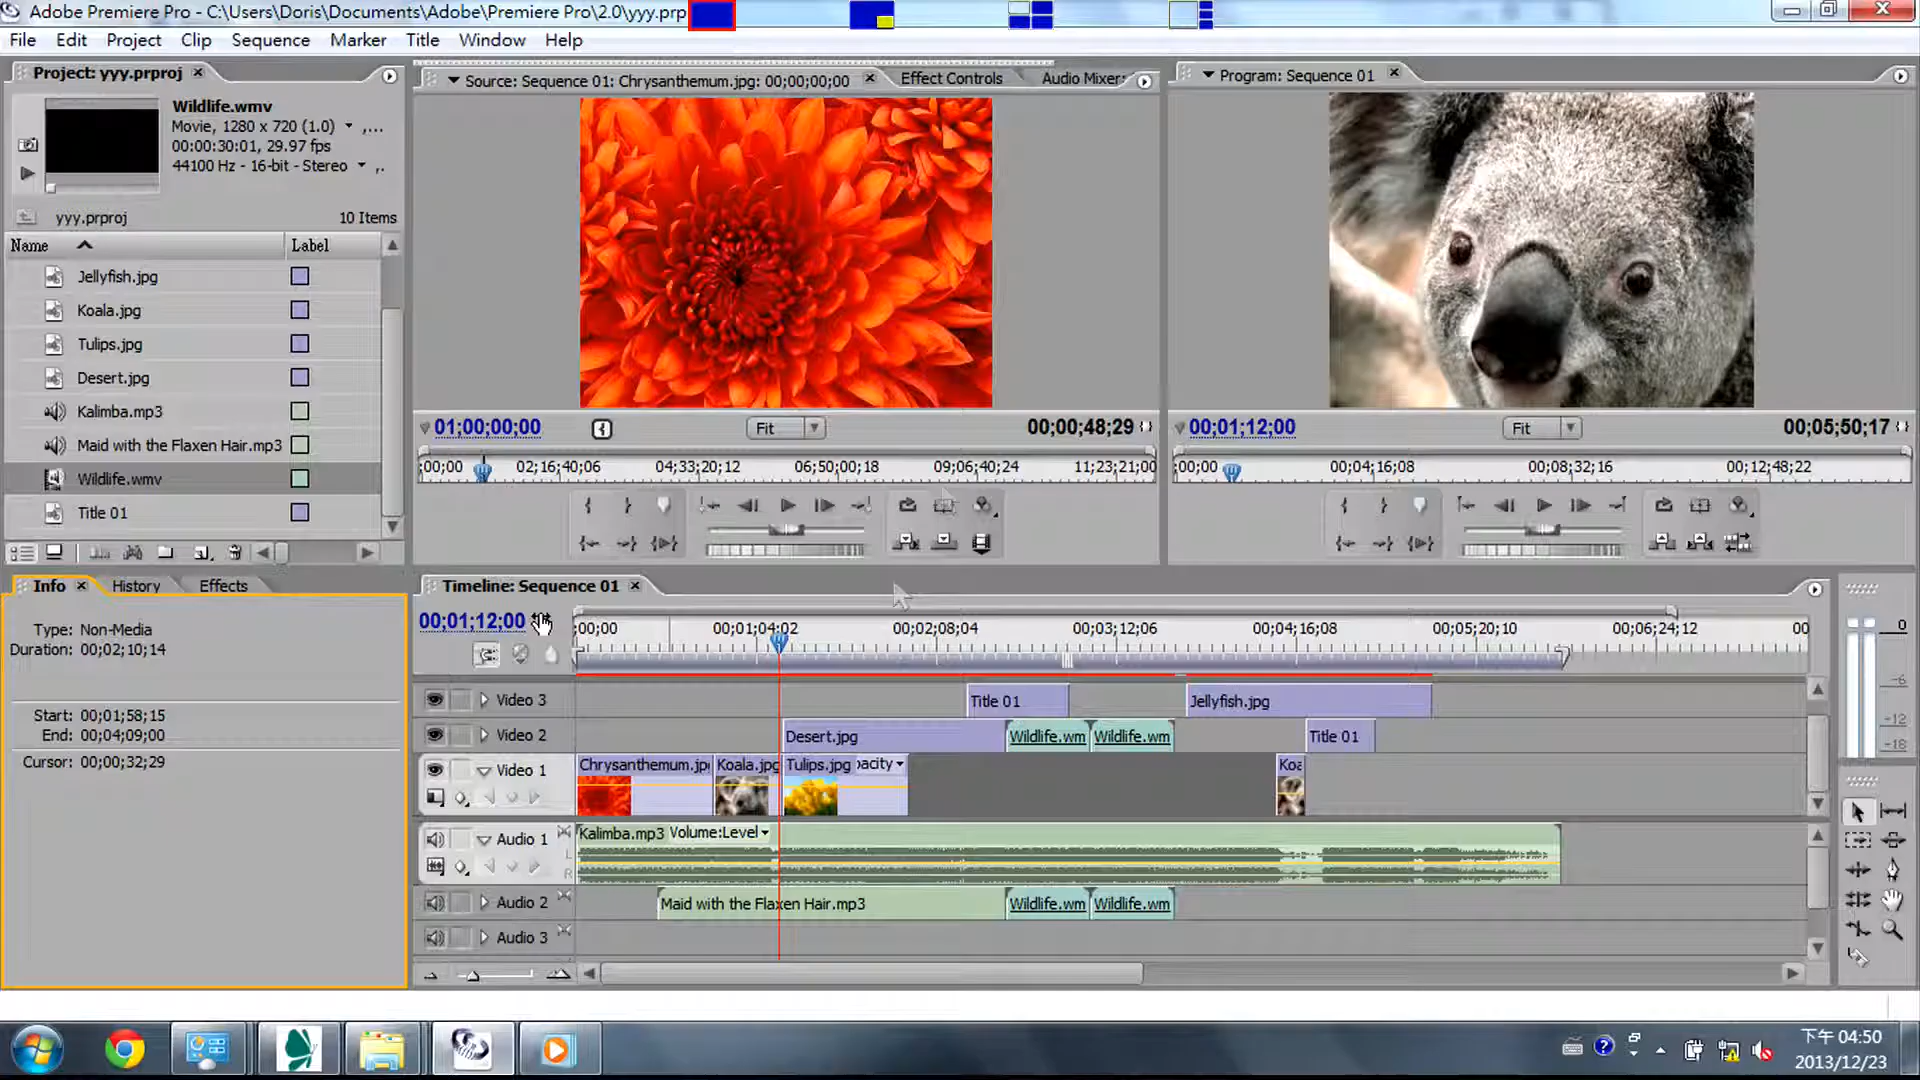 Adobe Premiere Pro - C:\Users\Doris\Documents\Adobe\Premiere Pro\2.0\yyy.prp
File Edit Project Clip Sequence Marker Title Window Help
Project: yyy.prproj
Wildlife.wmv
Movie, 1280 x 720 (1.0) ,...
00:00:30:01, 29.97 fps
44100 Hz - 16-bit - Stereo ,.
yyy.prproj 10 Items
Name Label
Jellyfish.jpg
Koala.jpg
Tulips.jpg
Desert.jpg
Kalimba.mp3
Maid with the Flaxen Hair.mp3
Wildlife.wmv
Title 01
Source: Sequence 01: Chrysanthemum.jpg: 00;00;00;00 Effect Controls Audio Mixer:
01;00;00;00 Fit 00;00;48;29
;00;00 02;16;40;06 04;33;20;12 06;50;00;18 09;06;40;24 11;23;21;00
Program: Sequence 01
00;01;12;00 Fit 00;05;50;17
;00;00 00;04;16;08 00;08;32;16 00;12;48;22
Info History Effects
Type: Non-Media
Duration: 00;02;10;14
Start: 00;01;58;15
End: 00;04;09;00
Cursor: 00;00;32;29
Timeline: Sequence 01
00;01;12;00
;00;00 00;01;04;02 00;02;08;04 00;03;12;06 00;04;16;08 00;05;20;10 00;06;24;12 00
Video 3 Title 01 Jellyfish.jpg
Video 2 Desert.jpg Wildlife.wm Wildlife.wm Title 01
Video 1 Chrysanthemum.jp Koala.jpg Tulips.jpg pacity Koa
Audio 1 Kalimba.mp3 Volume:Level
L
R
Audio 2 Maid with the Flaxen Hair.mp3 Wildlife.wm Wildlife.wm
Audio 3
0
-6
-12
-18
下午 04:50
2013/12/23